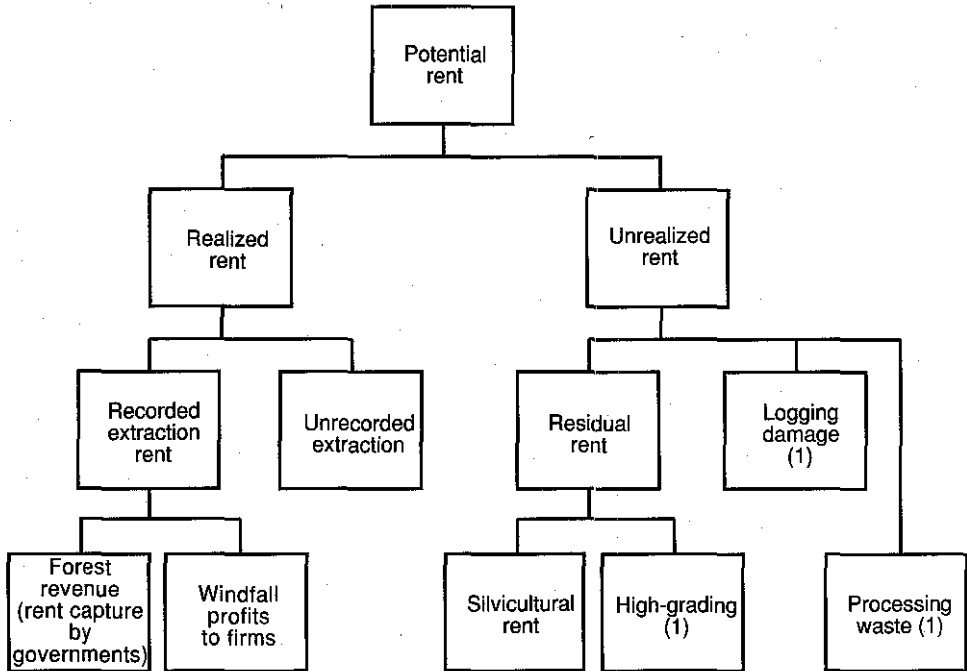 Potential
rent
Realized
rent
Unrealized
rent
Recorded
extraction
rent
Unrecorded
extraction
Residual
rent
Logging
damage
(1)
Forest
revenue
(rent capture
by
governments)
Windfall
profits
to firms
Silvicultural
rent
High-grading
(1)
Processing
waste (1)